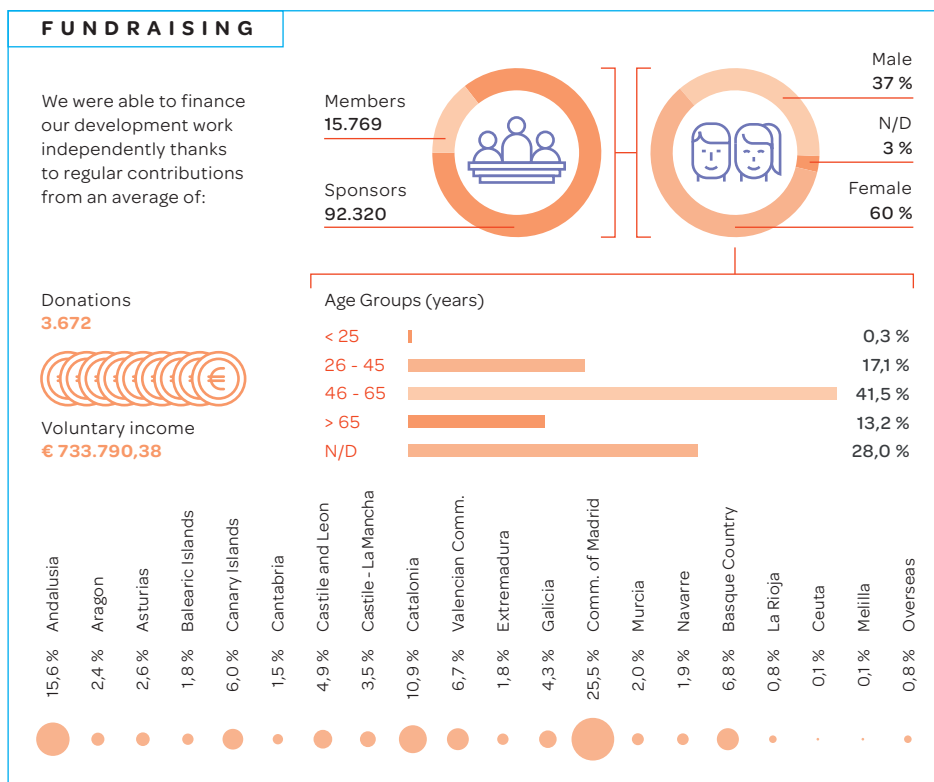 FUNDRAISING
We were able to finance
our development work
independently thanks
to regular contributions
from an average of:
Members
15.769
Sponsors
92.320
Male
37 %
N/D
3 %
Female
60 %
Donations
3.672
€
Voluntary income
€ 733.790,38
Age Groups (years)
< 25 0,3 %
26 - 45 17,1 %
46 - 65 41,5 %
> 65 13,2 %
N/D 28,0 %
15,6 % Andalusia
2,4 % Aragon
2,6 % Asturias
1,8 % Balearic Islands
6,0 % Canary Islands
1,5 % Cantabria
4,9 % Castile and Leon
3,5 % Castile - La Mancha
10,9 % Catalonia
6,7 % Valencian Comm.
1,8 % Extremadura
4,3 % Galicia
25,5 % Comm. of Madrid
2,0 % Murcia
1,9 % Navarre
6,8 % Basque Country
0,8 % La Rioja
0,1 % Ceuta
0,1 % Melilla
0,8 % Overseas